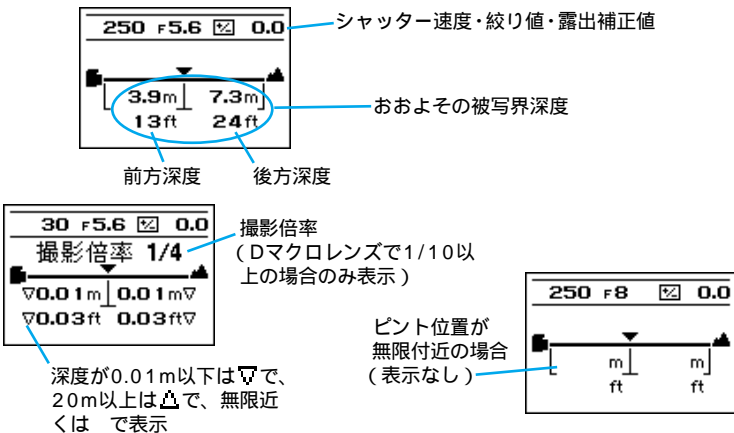 250 F5.6 0.0
シャッター速度・絞り値・露出補正値
3.9m 7.3m
13ft 24ft
おおよその被写界深度
前方深度
後方深度
30 F5.6 0.0
撮影倍率 1/4
▽0.01m 0.01m▽
▽0.03ft 0.03ft▽
撮影倍率
(Dマクロレンズで1/10以
上の場合のみ表示)
深度が0.01m以下は▽で、
20m以上は△で、無限近
くは で表示
250 F8 0.0
m m
ft ft
ピント位置が
無限付近の場合
(表示なし)